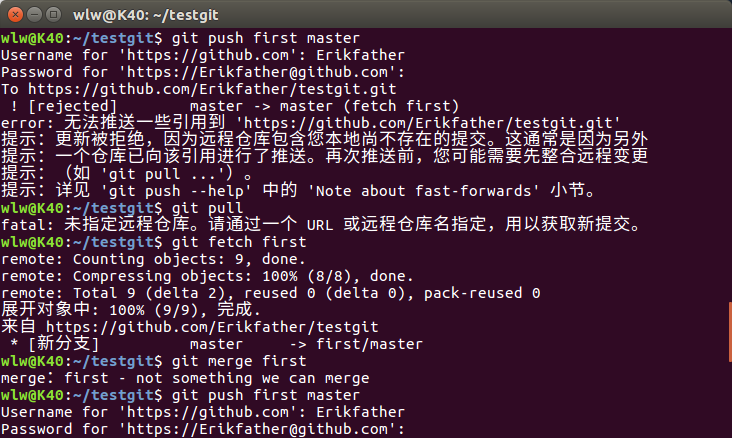 wlw@K40: ~/testgit
wlw@K40:~/testgit$ git push first master
Username for 'https://github.com': Erikfather
Password for 'https://Erikfather@github.com':
To https://github.com/Erikfather/testgit.git
 ! [rejected]        master -> master (fetch first)
error: 无法推送一些引用到 'https://github.com/Erikfather/testgit.git'
提示：更新被拒绝，因为远程仓库包含您本地尚不存在的提交。这通常是因为另外
提示：一个仓库已向该引用进行了推送。再次推送前，您可能需要先整合远程变更
提示：（如 'git pull ...'）。
提示：详见 'git push --help' 中的 'Note about fast-forwards' 小节。
wlw@K40:~/testgit$ git pull
fatal: 未指定远程仓库。请通过一个 URL 或远程仓库名指定，用以获取新提交。
wlw@K40:~/testgit$ git fetch first
remote: Counting objects: 9, done.
remote: Compressing objects: 100% (8/8), done.
remote: Total 9 (delta 2), reused 0 (delta 0), pack-reused 0
展开对象中: 100% (9/9), 完成.
来自 https://github.com/Erikfather/testgit
 * [新分支]          master     -> first/master
wlw@K40:~/testgit$ git merge first
merge：first - not something we can merge
wlw@K40:~/testgit$ git push first master
Username for 'https://github.com': Erikfather
Password for 'https://Erikfather@github.com':